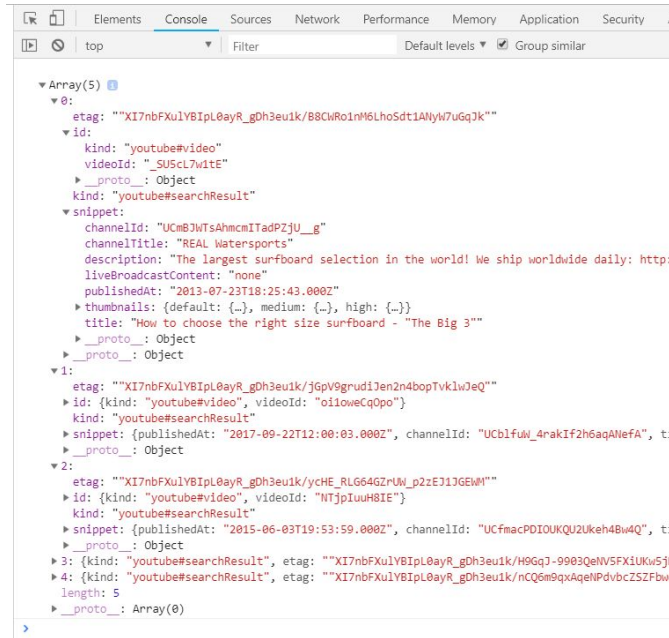 Elements Console Sources Network Performance Memory Application Security
top Filter Default levels Group similar
Array(5)
0:
etag: ""XI7nbFXulYBIpL0ayR_gDh3eu1k/B8CWRo1nM6LhoSdt1ANyW7uGqJk""
id:
kind: "youtube#video"
videoId: "_SU5cL7w1tE"
__proto__: Object
kind: "youtube#searchResult"
snippet:
channelId: "UCmBJWTsAhmcmITadPZjU__g"
channelTitle: "REAL Watersports"
description: "The largest surfboard selection in the world! We ship worldwide daily: http:
liveBroadcastContent: "none"
publishedAt: "2013-07-23T18:25:43.000Z"
thumbnails: {default: {…}, medium: {…}, high: {…}}
title: "How to choose the right size surfboard - "The Big 3""
__proto__: Object
__proto__: Object
1:
etag: ""XI7nbFXulYBIpL0ayR_gDh3eu1k/jGpV9grudiJen2n4bopTvklwJeQ""
id: {kind: "youtube#video", videoId: "oi1oweCqOpo"}
kind: "youtube#searchResult"
snippet: {publishedAt: "2017-09-22T12:00:03.000Z", channelId: "UCblfuW_4rakIf2h6aqANefA", ti
__proto__: Object
2:
etag: ""XI7nbFXulYBIpL0ayR_gDh3eu1k/ycHE_RLG64GZrUW_p2zEJ1JGEWM""
id: {kind: "youtube#video", videoId: "NTjpIuuH8IE"}
kind: "youtube#searchResult"
snippet: {publishedAt: "2015-06-03T19:53:59.000Z", channelId: "UCfmacPDIOUKQU2Ukeh4Bw4Q", ti
__proto__: Object
3: {kind: "youtube#searchResult", etag: ""XI7nbFXulYBIpL0ayR_gDh3eu1k/H9GqJ-9903QeNV5FXiUKw5j
4: {kind: "youtube#searchResult", etag: ""XI7nbFXulYBIpL0ayR_gDh3eu1k/nCQ6m9qxAqeNPdvbcZSZFbw
length: 5
__proto__: Array(0)